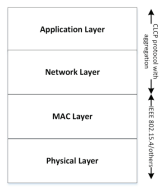 Application Layer
Network Layer
MAC Layer
Physical Layer
CLCP protocol with
aggregation
IEEE 802.15.4/others